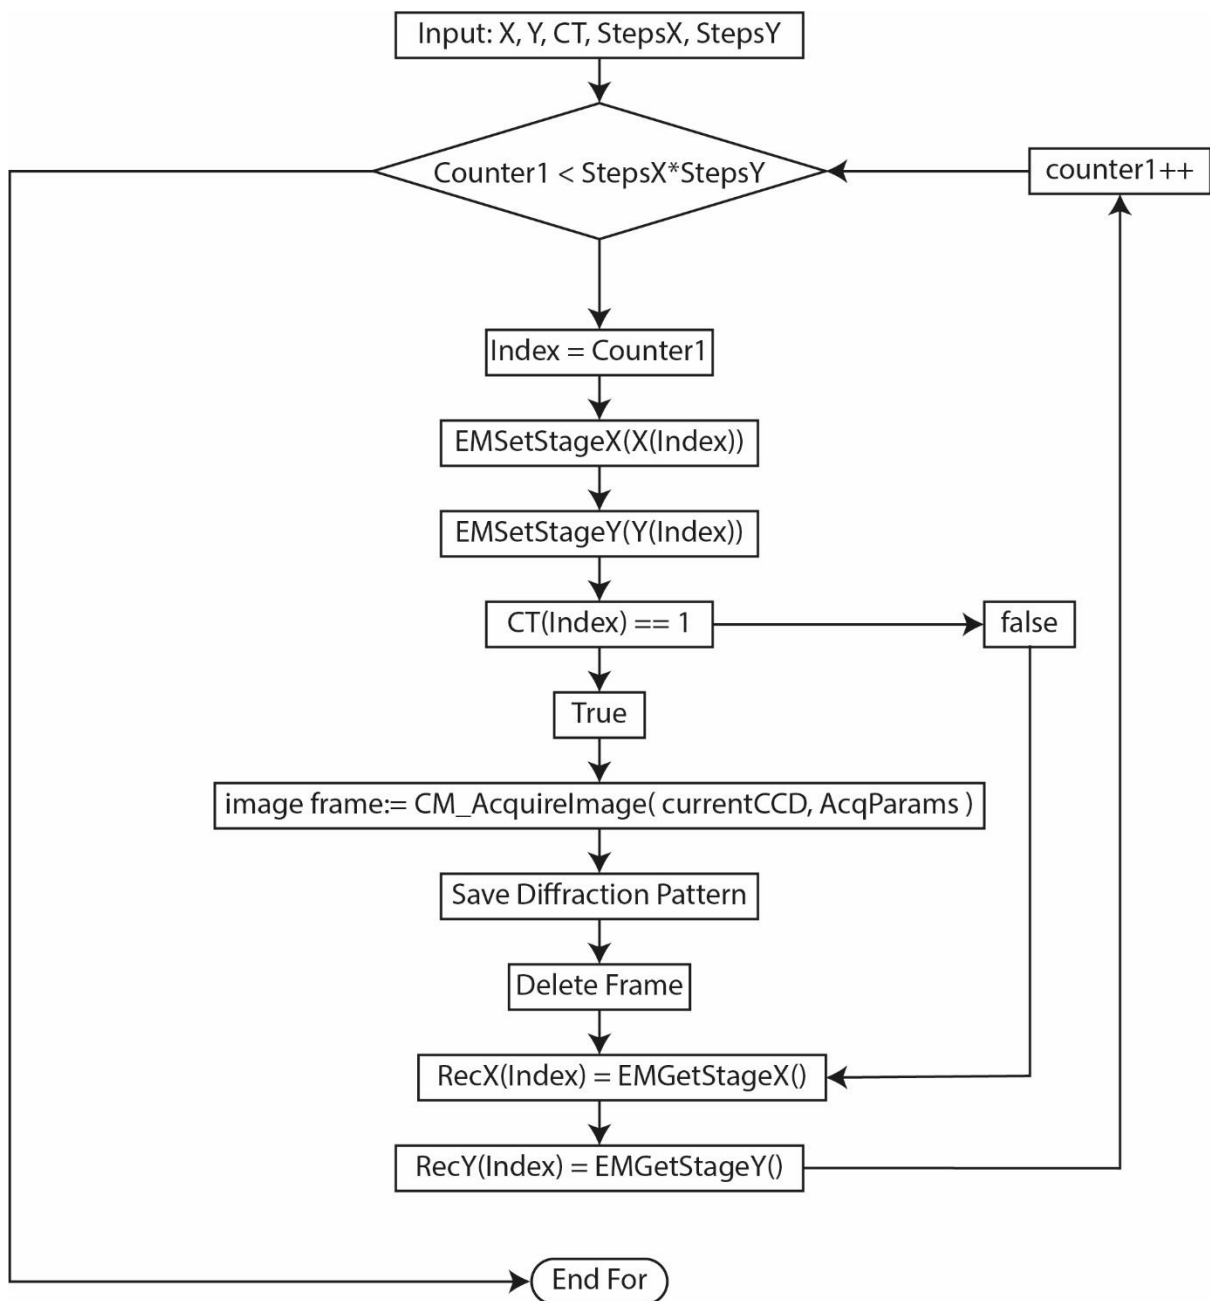 Input: X, Y, CT, StepsX, StepsY
Counter1 < StepsX*StepsY
counter1++
Index = Counter1
EMSetStageX(X(Index))
EMSetStageY(Y(Index))
CT(Index) == 1
false
True
image frame:= CM_AcquireImage( currentCCD, AcqParams )
Save Diffraction Pattern
Delete Frame
RecX(Index) = EMGetStageX()
RecY(Index) = EMGetStageY()
End For